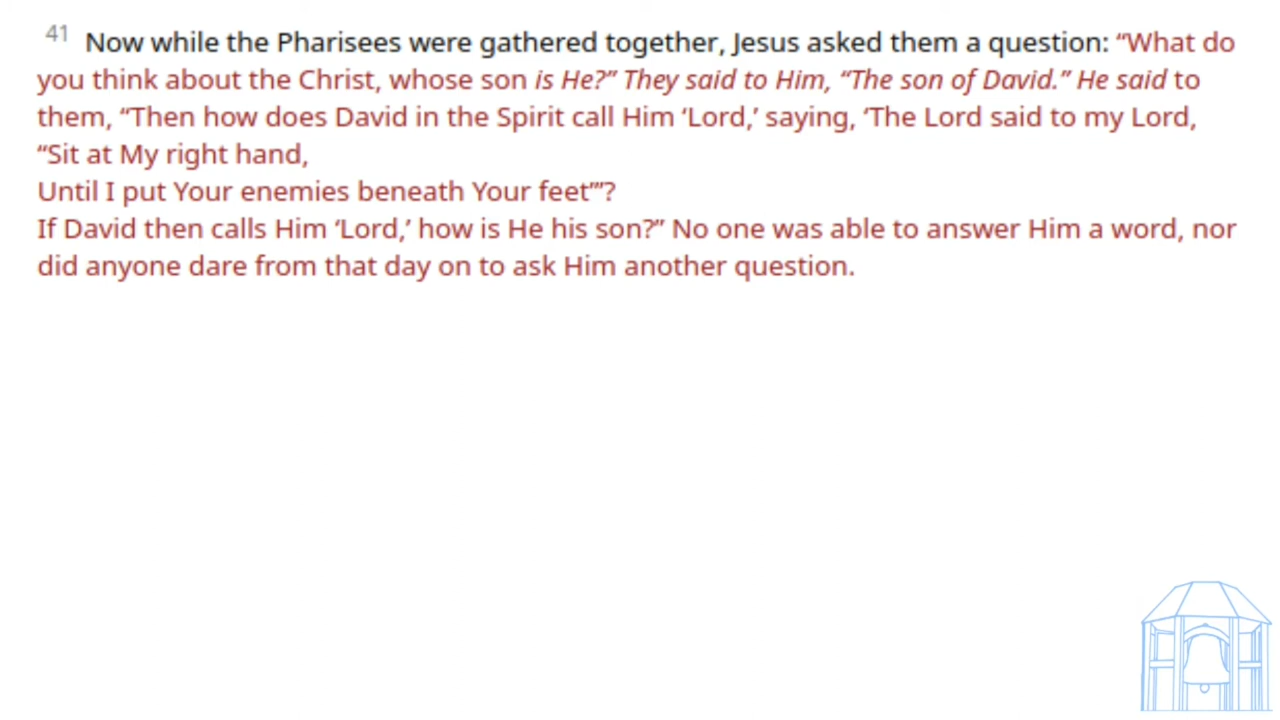 41 Now while the Pharisees were gathered together, Jesus asked them a question: “What do
you think about the Christ, whose son is He?” They said to Him, “The son of David.” He said to
them, “Then how does David in the Spirit call Him ‘Lord,’ saying, ‘The Lord said to my Lord,
“Sit at My right hand,
Until I put Your enemies beneath Your feet”’?
If David then calls Him ‘Lord,’ how is He his son?” No one was able to answer Him a word, nor
did anyone dare from that day on to ask Him another question.